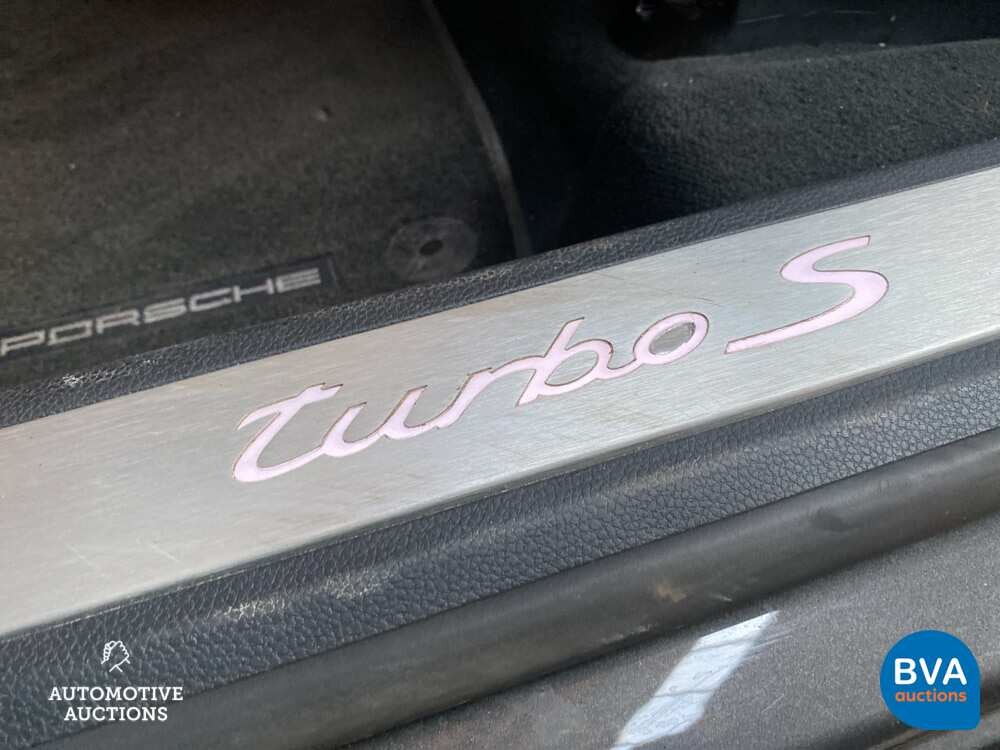 PORSCHE
turbo S
AUTOMOTIVE
AUCTIONS
BVA
auctions